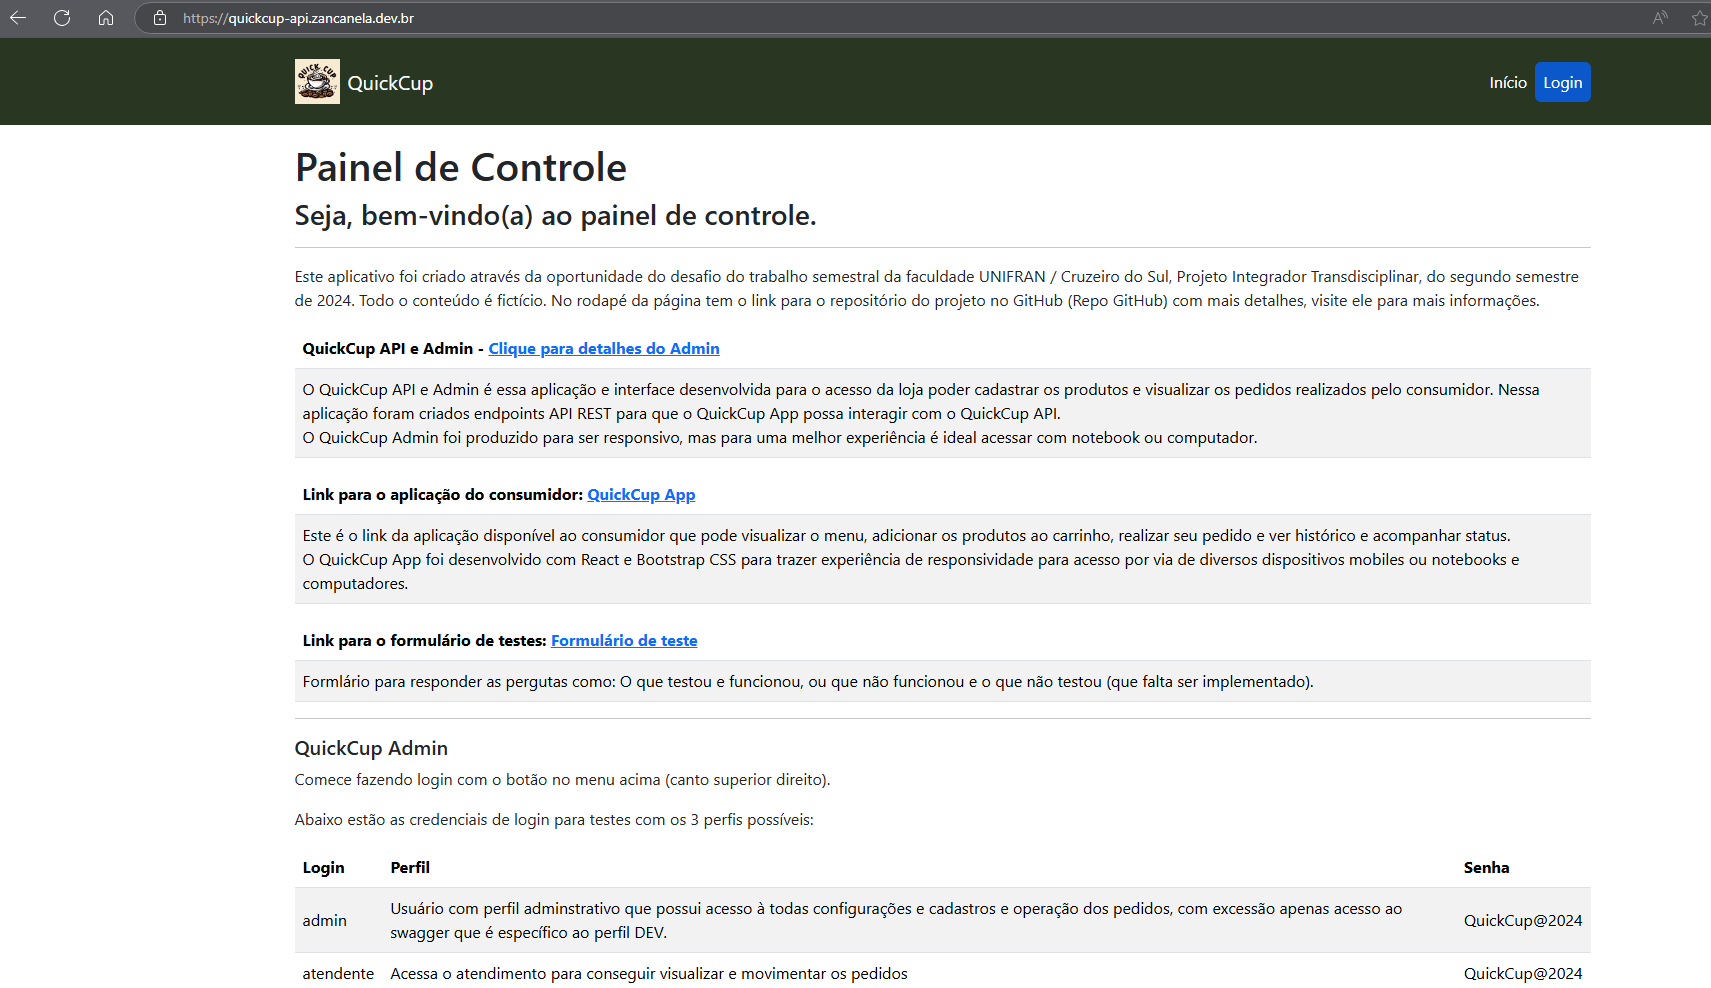 https://quickcup-api.zancanela.dev.br
QUICK CUP
QuickCup
Início
Login
Painel de Controle
Seja, bem-vindo(a) ao painel de controle.
Este aplicativo foi criado através da oportunidade do desafio do trabalho semestral da faculdade UNIFRAN / Cruzeiro do Sul, Projeto Integrador Transdisciplinar, do segundo semestre
de 2024. Todo o conteúdo é fictício. No rodapé da página tem o link para o repositório do projeto no GitHub (Repo GitHub) com mais detalhes, visite ele para mais informações.
QuickCup API e Admin - Clique para detalhes do Admin
O QuickCup API e Admin é essa aplicação e interface desenvolvida para o acesso da loja poder cadastrar os produtos e visualizar os pedidos realizados pelo consumidor. Nessa
aplicação foram criados endpoints API REST para que o QuickCup App possa interagir com o QuickCup API.
O QuickCup Admin foi produzido para ser responsivo, mas para uma melhor experiência é ideal acessar com notebook ou computador.
Link para o aplicação do consumidor: QuickCup App
Este é o link da aplicação disponível ao consumidor que pode visualizar o menu, adicionar os produtos ao carrinho, realizar seu pedido e ver histórico e acompanhar status.
O QuickCup App foi desenvolvido com React e Bootstrap CSS para trazer experiência de responsividade para acesso por via de diversos dispositivos mobiles ou notebooks e
computadores.
Link para o formulário de testes: Formulário de teste
Formlário para responder as pergutas como: O que testou e funcionou, ou que não funcionou e o que não testou (que falta ser implementado).
QuickCup Admin
Comece fazendo login com o botão no menu acima (canto superior direito).
Abaixo estão as credenciais de login para testes com os 3 perfis possíveis:
Login Perfil Senha
admin Usuário com perfil adminstrativo que possui acesso à todas configurações e cadastros e operação dos pedidos, com excessão apenas acesso ao
swagger que é específico ao perfil DEV. QuickCup@2024
atendente Acessa o atendimento para conseguir visualizar e movimentar os pedidos QuickCup@2024